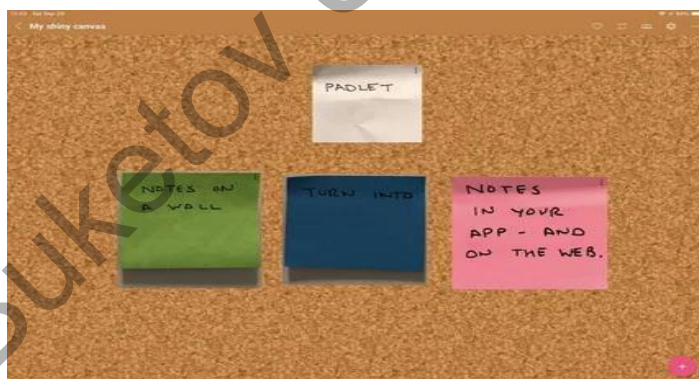 My shiny canvas
PADLET
NOTES ON
A WALL
TURN INTO
NOTES
IN YOUR
APP - AND
ON THE WEB.